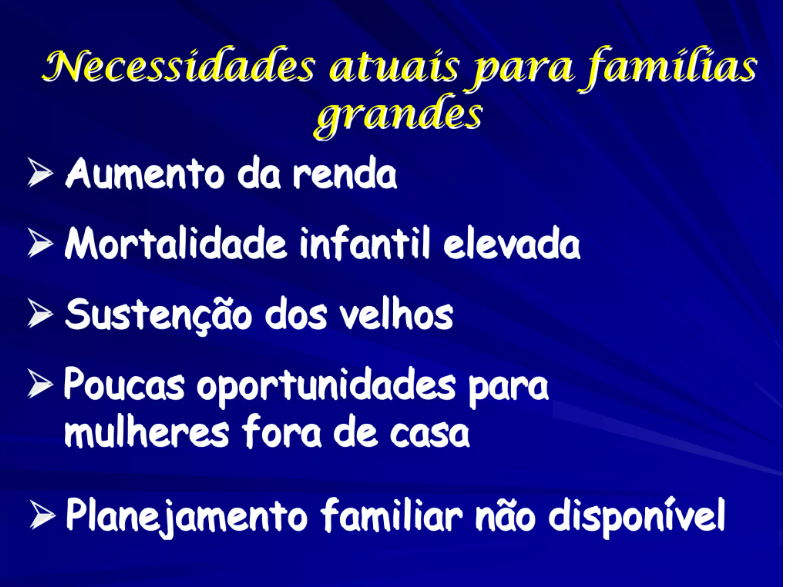 Necessidades atuais para famílias
grandes
Aumento da renda
Mortalidade infantil elevada
Sustenção dos velhos
Poucas oportunidades para
mulheres fora de casa
Planejamento familiar não disponível